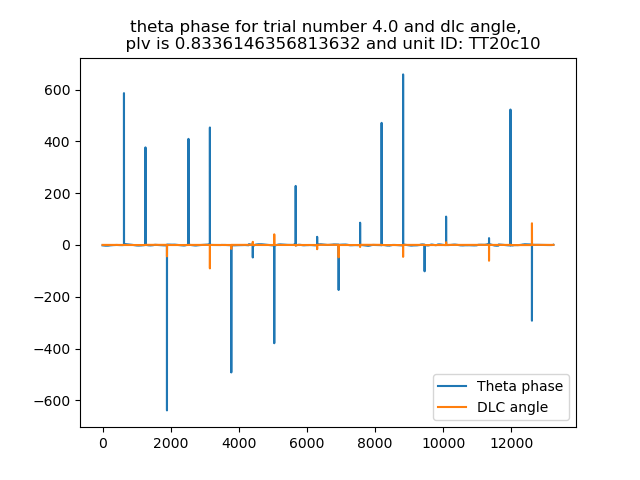 theta phase for trial number 4.0 and dlc angle,
plv is 0.8336146356813632 and unit ID: TT20c10
600
400
200
0
−200
−400
−600
0 2000 4000 6000 8000 10000 12000
Theta phase
DLC angle